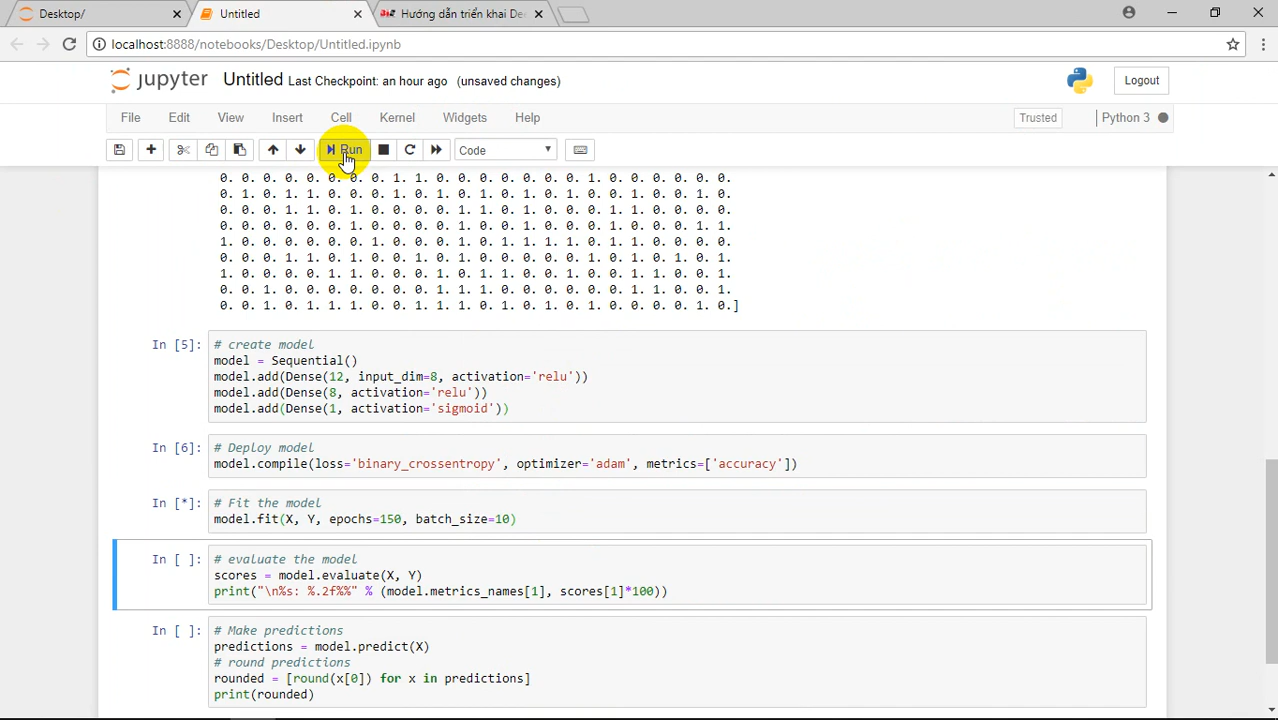 Desktop/
Untitled
Hướng dẫn triển khai De
localhost:8888/notebooks/Desktop/Untitled.ipynb
jupyter Untitled Last Checkpoint: an hour ago (unsaved changes)
Logout
File Edit View Insert Cell Kernel Widgets Help
Trusted
Python 3
Run
Code
0. 0. 0. 0. 0. 0. 0. 0. 1. 1. 0. 0. 0. 0. 0. 0. 0. 1. 0. 0. 0. 0. 0. 0.
0. 1. 0. 1. 1. 0. 0. 0. 0. 0. 1. 0. 1. 0. 1. 0. 1. 0. 1. 0. 0. 0. 1. 0.
0. 0. 0. 1. 1. 0. 1. 0. 1. 0. 0. 1. 1. 0. 0. 1. 0. 0. 1. 1. 0. 0. 0. 0.
0. 0. 0. 0. 0. 0. 0. 0. 1. 0. 1. 0. 0. 0. 1. 0. 1. 0. 0. 0. 0. 0. 1. 1.
1. 0. 0. 0. 0. 0. 0. 1. 0. 0. 0. 1. 0. 1. 1. 1. 1. 0. 1. 1. 0. 0. 0. 0.
0. 0. 0. 1. 1. 0. 1. 0. 0. 1. 0. 0. 1. 0. 0. 0. 0. 1. 1. 0. 1. 0. 1. 0.
1. 0. 0. 0. 0. 1. 1. 0. 0. 0. 1. 0. 1. 1. 0. 0. 1. 0. 0. 1. 1. 0. 0. 1.
0. 0. 1. 0. 0. 0. 1. 0. 0. 0. 1. 1. 1. 0. 0. 0. 0. 0. 1. 1. 0. 0. 0. 1.
0. 0. 1. 0. 1. 1. 1. 0. 0. 0. 1. 1. 1. 0. 1. 0. 1. 0. 1. 0. 0. 0. 0. 1. 0.]
In [5]:
# create model
model = Sequential()
model.add(Dense(12, input_dim=8, activation='relu'))
model.add(Dense(8, activation='relu'))
model.add(Dense(1, activation='sigmoid'))
In [6]:
# Deploy model
model.compile(loss='binary_crossentropy', optimizer='adam', metrics=['accuracy'])
In [*]:
# Fit the model
model.fit(X, Y, epochs=150, batch_size=10)
In [ ]:
# evaluate the model
scores = model.evaluate(X, Y)
print("\n%s: %.2f%%" % (model.metrics_names[1], scores[1]*100))
In [ ]:
# Make predictions
predictions = model.predict(X)
# round predictions
rounded = [round(x[0]) for x in predictions]
print(rounded)